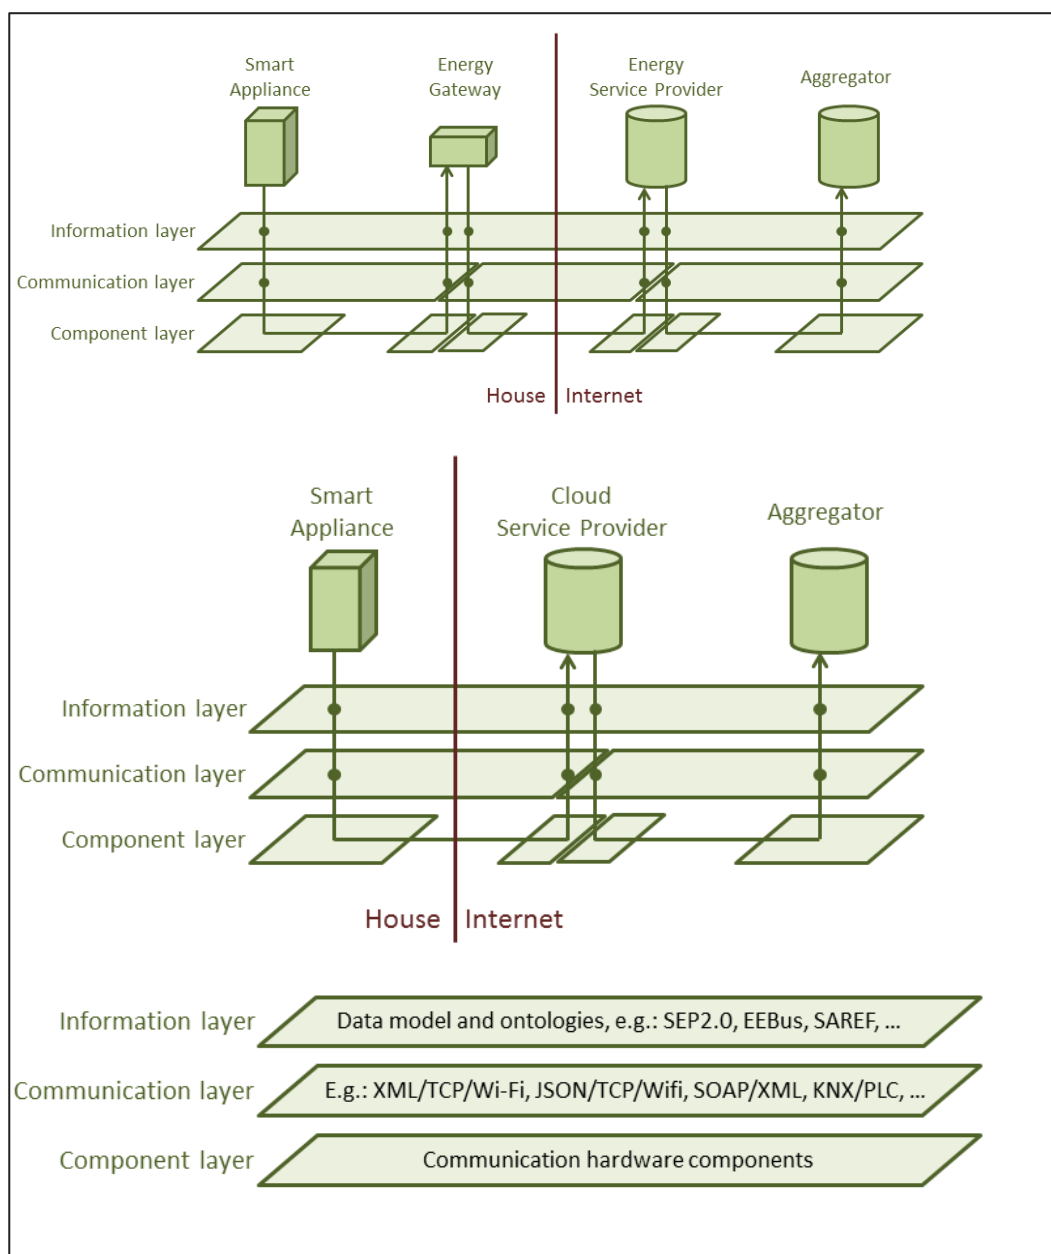 Smart
Appliance
Energy
Gateway
Energy
Service Provider
Aggregator
Information layer
Communication layer
Component layer
House
Internet
Smart
Appliance
Cloud
Service Provider
Aggregator
Information layer
Communication layer
Component layer
House
Internet
Information layer
Data model and ontologies, e.g.: SEP2.0, EEBus, SAREF, ...
Communication layer
E.g.: XML/TCP/Wi-Fi, JSON/TCP/Wifi, SOAP/XML, KNX/PLC, ...
Component layer
Communication hardware components